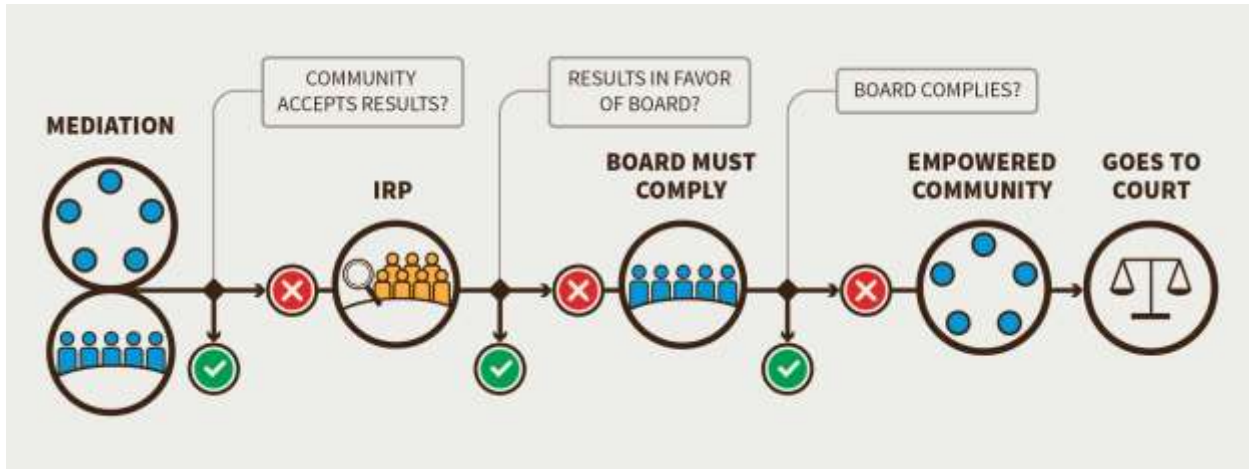 COMMUNITY
ACCEPTS RESULTS?
RESULTS IN FAVOR
OF BOARD?
BOARD COMPLIES?
MEDIATION
IRP
BOARD MUST
COMPLY
EMPOWERED
COMMUNITY
GOES TO
COURT